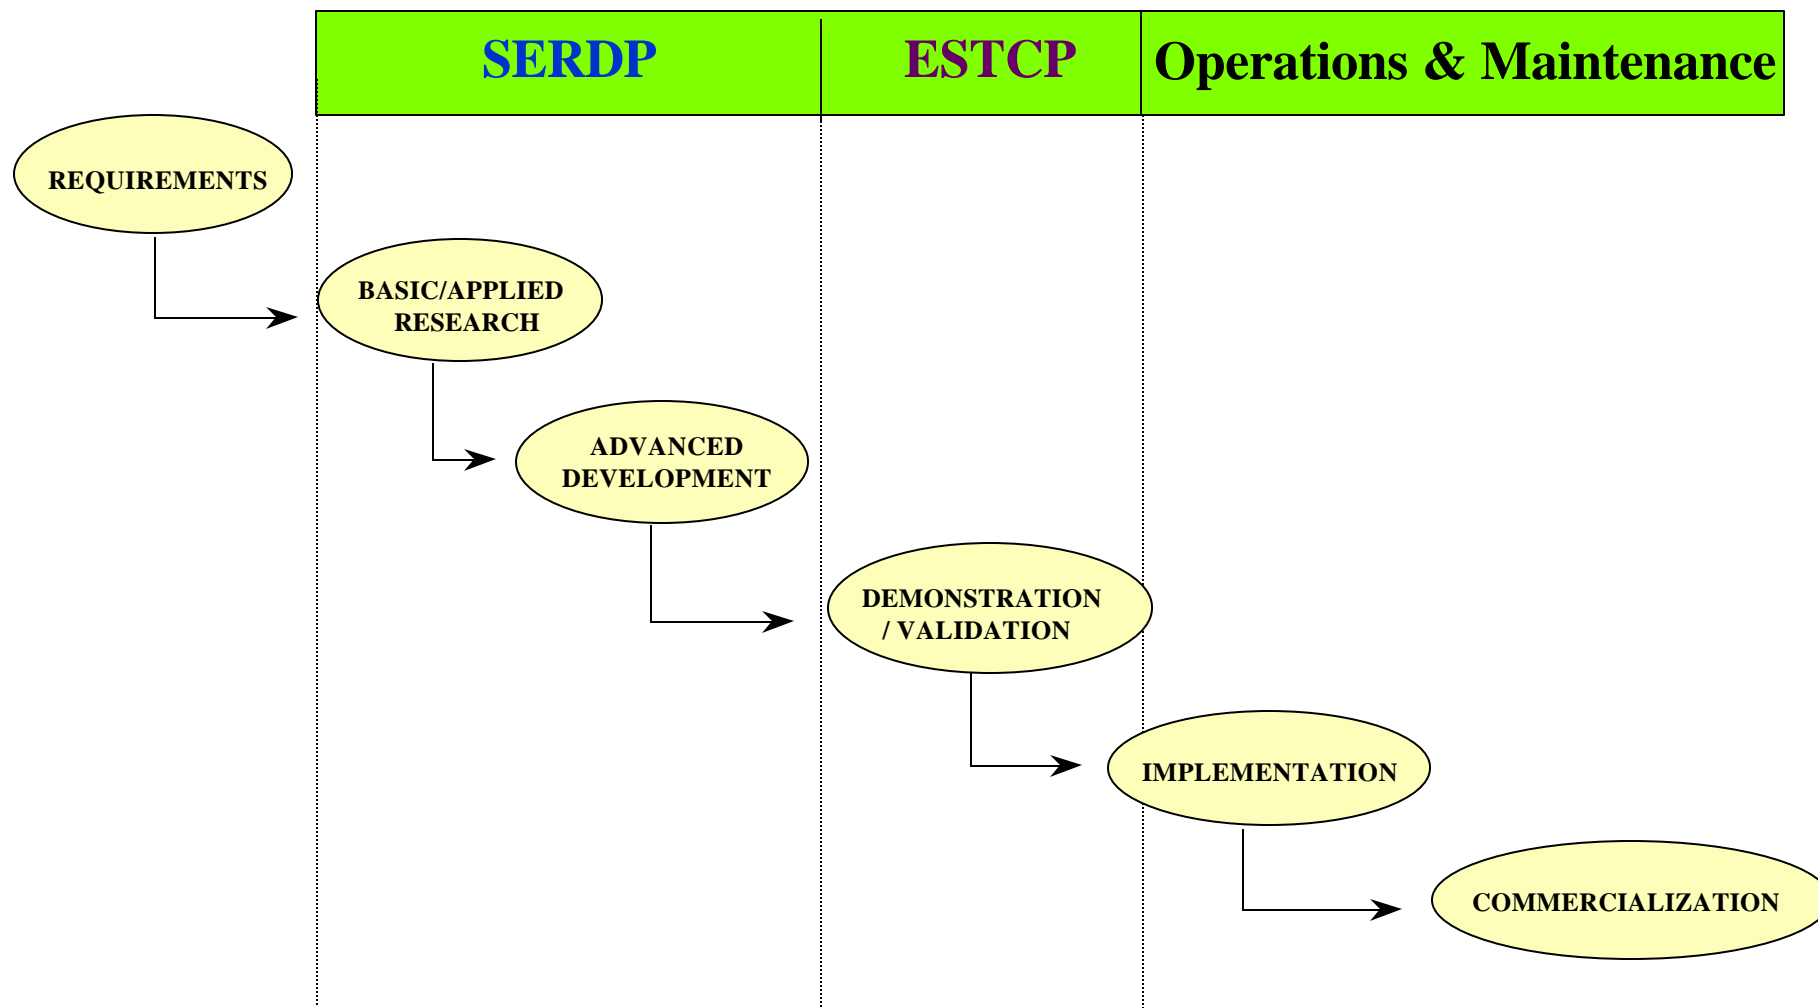 SERDP
ESTCP
Operations & Maintenance
REQUIREMENTS
BASIC/APPLIED
RESEARCH
ADVANCED
DEVELOPMENT
DEMONSTRATION
/ VALIDATION
IMPLEMENTATION
COMMERCIALIZATION